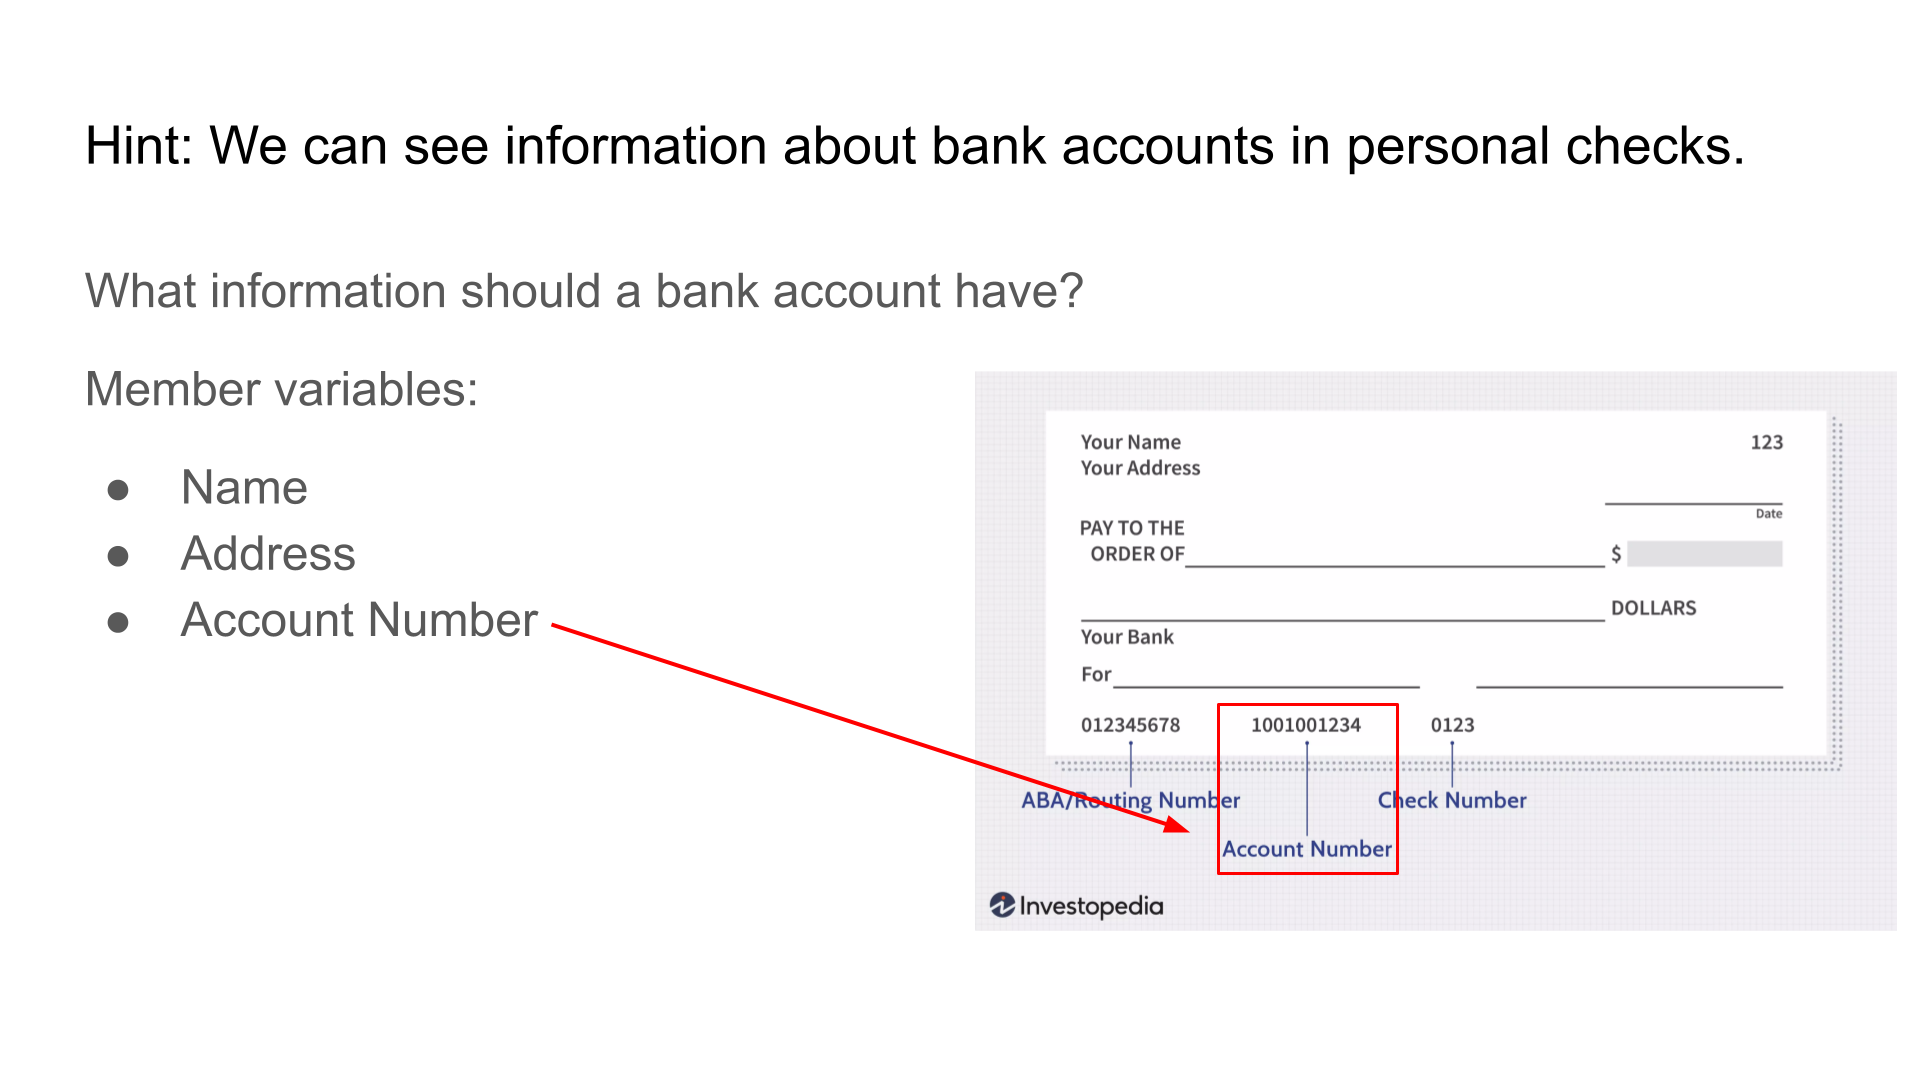 Hint: We can see information about bank accounts in personal checks.
What information should a bank account have?
Member variables:
● Name
● Address
● Account Number
Your Name 123
Your Address
Date
PAY TO THE
ORDER OF $
DOLLARS
Your Bank
For
012345678 1001001234 0123
ABA/Routing Number Check Number
Account Number
Investopedia